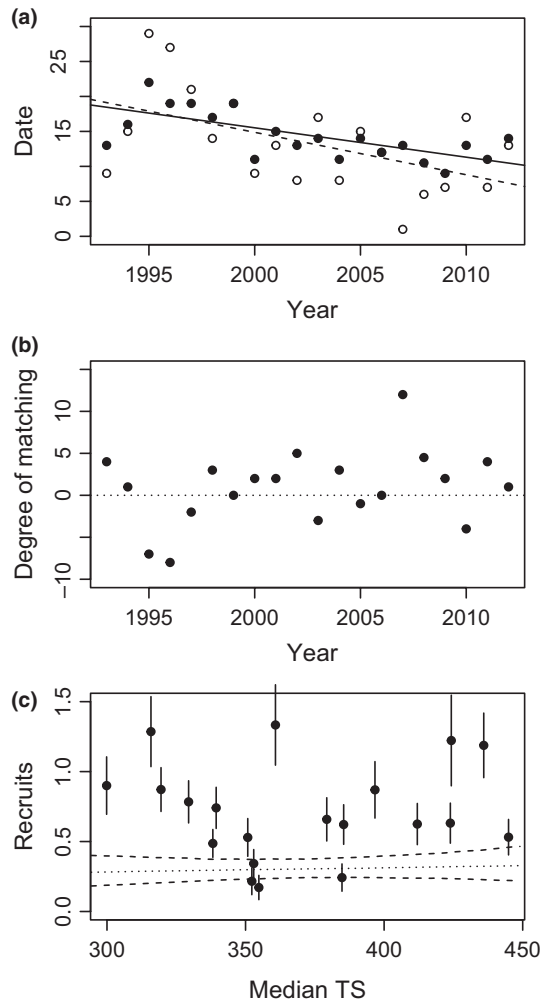 (a)
Date
0 5 15 25
1995 2000 2005 2010
Year
(b)
Degree of matching
−10 0 5 10
1995 2000 2005 2010
Year
(c)
Recruits
0.0 0.5 1.0 1.5
300 350 400 450
Median TS